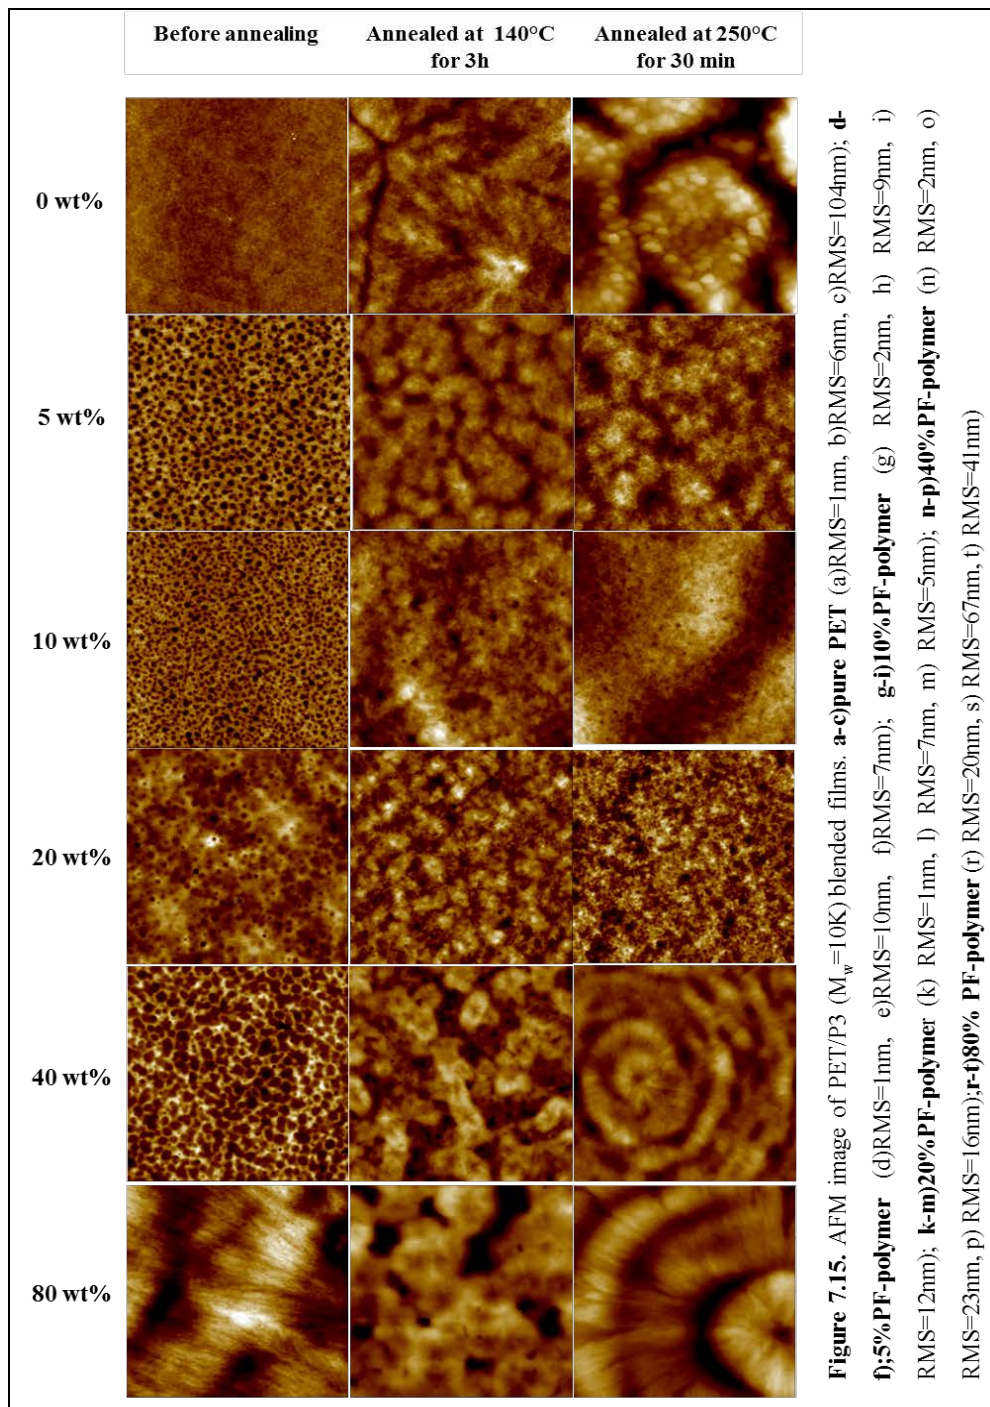 Before annealing
Annealed at 140°C
for 3h
Annealed at 250°C
for 30 min
0 wt%
5 wt%
10 wt%
20 wt%
40 wt%
80 wt%
Figure 7.15. AFM image of PET/P3 (Mw=10K) blended films. a-c)pure PET (a)RMS=1nm, b)RMS=6nm, c)RMS=104nm); d-
f);5%PF-polymer (d)RMS=1nm, e)RMS=10nm, f)RMS=7nm); g-i)10%PF-polymer (g) RMS=2nm, h) RMS=9nm, i)
RMS=12nm); k-m)20%PF-polymer (k) RMS=1nm, l) RMS=7nm, m) RMS=5nm); n-p)40%PF-polymer (n) RMS=2nm, o)
RMS=23nm, p) RMS=16nm);r-t)80% PF-polymer (r) RMS=20nm, s) RMS=67nm, t) RMS=41nm)